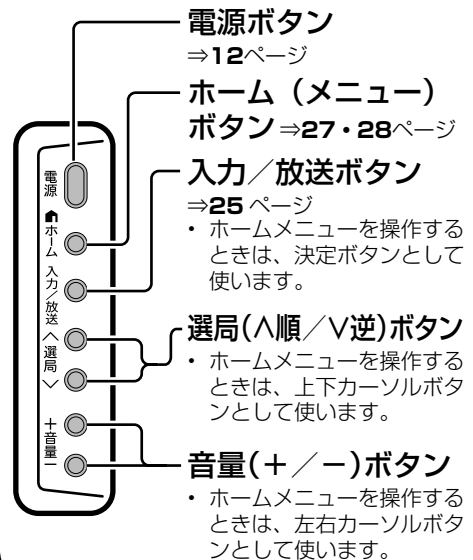 電源ボタン
⇒12ページ
ホーム（メニュー）
ボタン⇒27・28ページ
入力／放送ボタン
⇒25 ページ
・ ホームメニューを操作する
ときは、決定ボタンとして
使います。
選局(∧順／∨逆)ボタン
・ ホームメニューを操作する
ときは、上下カーソルボタ
ンとして使います。
音量(＋／－)ボタン
・ ホームメニューを操作する
ときは、左右カーソルボタ
ンとして使います。
電源
ホーム
入力／放送
∧選局∨
＋音量－